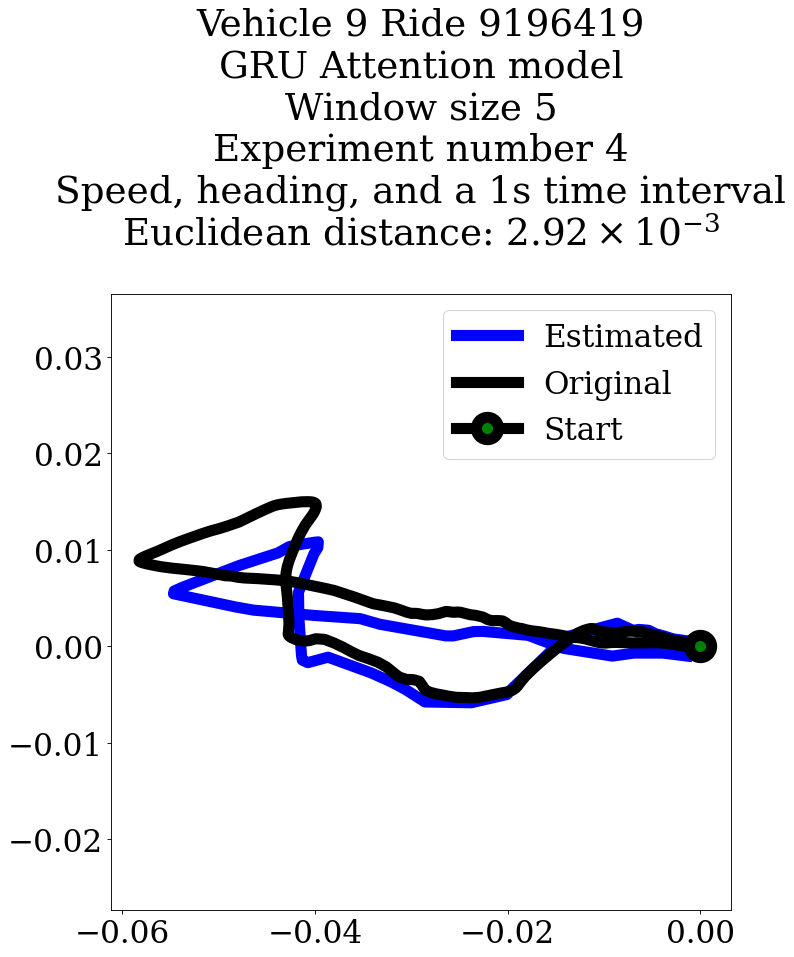 Vehicle 9 Ride 9196419
GRU Attention model
Window size 5
Experiment number 4
Speed, heading, and a 1s time interval
Euclidean distance: 2.92 × 10⁻³
Estimated
Original
Start
0.03
0.02
0.01
0.00
−0.01
−0.02
−0.06
−0.04
−0.02
0.00